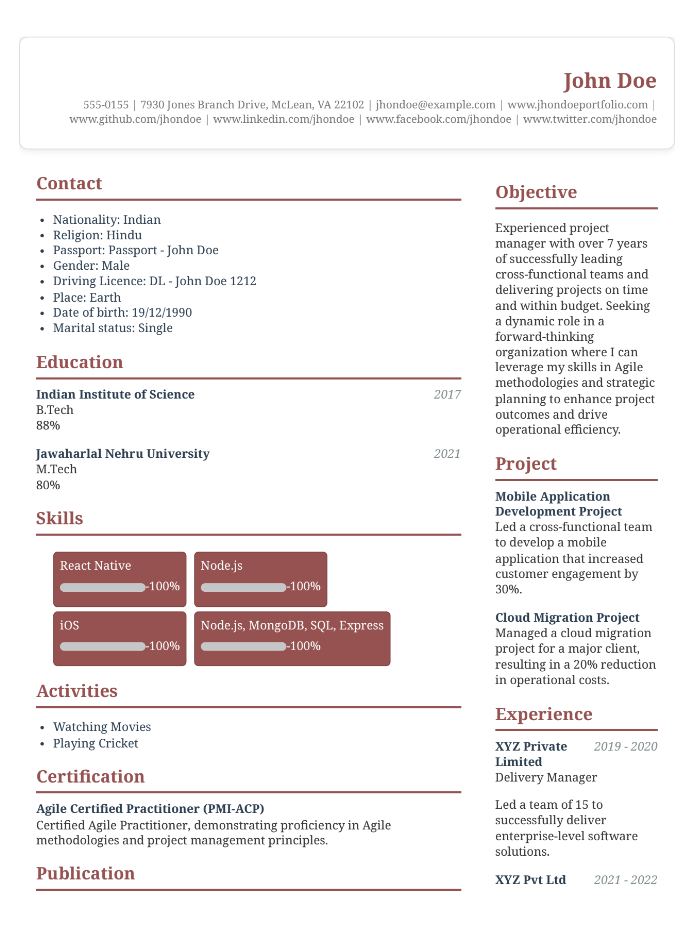 John Doe
555-0155 | 7930 Jones Branch Drive, McLean, VA 22102 | jhondoe@example.com | www.jhondoeportfolio.com |
www.github.com/jhondoe | www.linkedin.com/jhondoe | www.facebook.com/jhondoe | www.twitter.com/jhondoe
Contact
• Nationality: Indian
• Religion: Hindu
• Passport: Passport - John Doe
• Gender: Male
• Driving Licence: DL - John Doe 1212
• Place: Earth
• Date of birth: 19/12/1990
• Marital status: Single
Education
Indian Institute of Science 2017
B.Tech
88%
Jawaharlal Nehru University 2021
M.Tech
80%
Skills
React Native
-100%
Node.js
-100%
iOS
-100%
Node.js, MongoDB, SQL, Express
-100%
Activities
• Watching Movies
• Playing Cricket
Certification
Agile Certified Practitioner (PMI-ACP)
Certified Agile Practitioner, demonstrating proficiency in Agile
methodologies and project management principles.
Publication
Objective
Experienced project
manager with over 7 years
of successfully leading
cross-functional teams and
delivering projects on time
and within budget. Seeking
a dynamic role in a
forward-thinking
organization where I can
leverage my skills in Agile
methodologies and strategic
planning to enhance project
outcomes and drive
operational efficiency.
Project
Mobile Application
Development Project
Led a cross-functional team
to develop a mobile
application that increased
customer engagement by
30%.
Cloud Migration Project
Managed a cloud migration
project for a major client,
resulting in a 20% reduction
in operational costs.
Experience
XYZ Private 2019 - 2020
Limited
Delivery Manager
Led a team of 15 to
successfully deliver
enterprise-level software
solutions.
XYZ Pvt Ltd 2021 - 2022